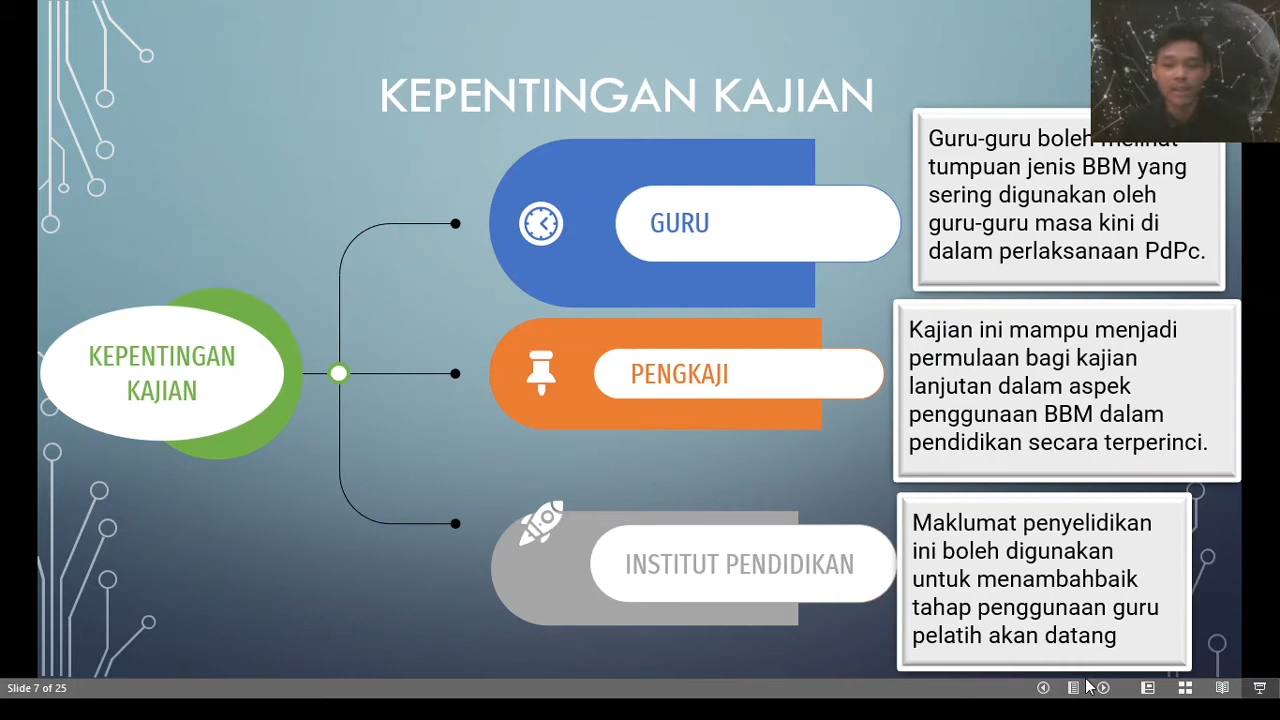 KEPENTINGAN KAJIAN
Guru-guru boleh melihat
tumpuan jenis BBM yang
sering digunakan oleh
guru-guru masa kini di
dalam perlaksanaan PdPc.
GURU
KEPENTINGAN
KAJIAN
PENGKAJI
Kajian ini mampu menjadi
permulaan bagi kajian
lanjutan dalam aspek
penggunaan BBM dalam
pendidikan secara terperinci.
INSTITUT PENDIDIKAN
Maklumat penyelidikan
ini boleh digunakan
untuk menambahbaik
tahap penggunaan guru
pelatih akan datang
Slide 7 of 25